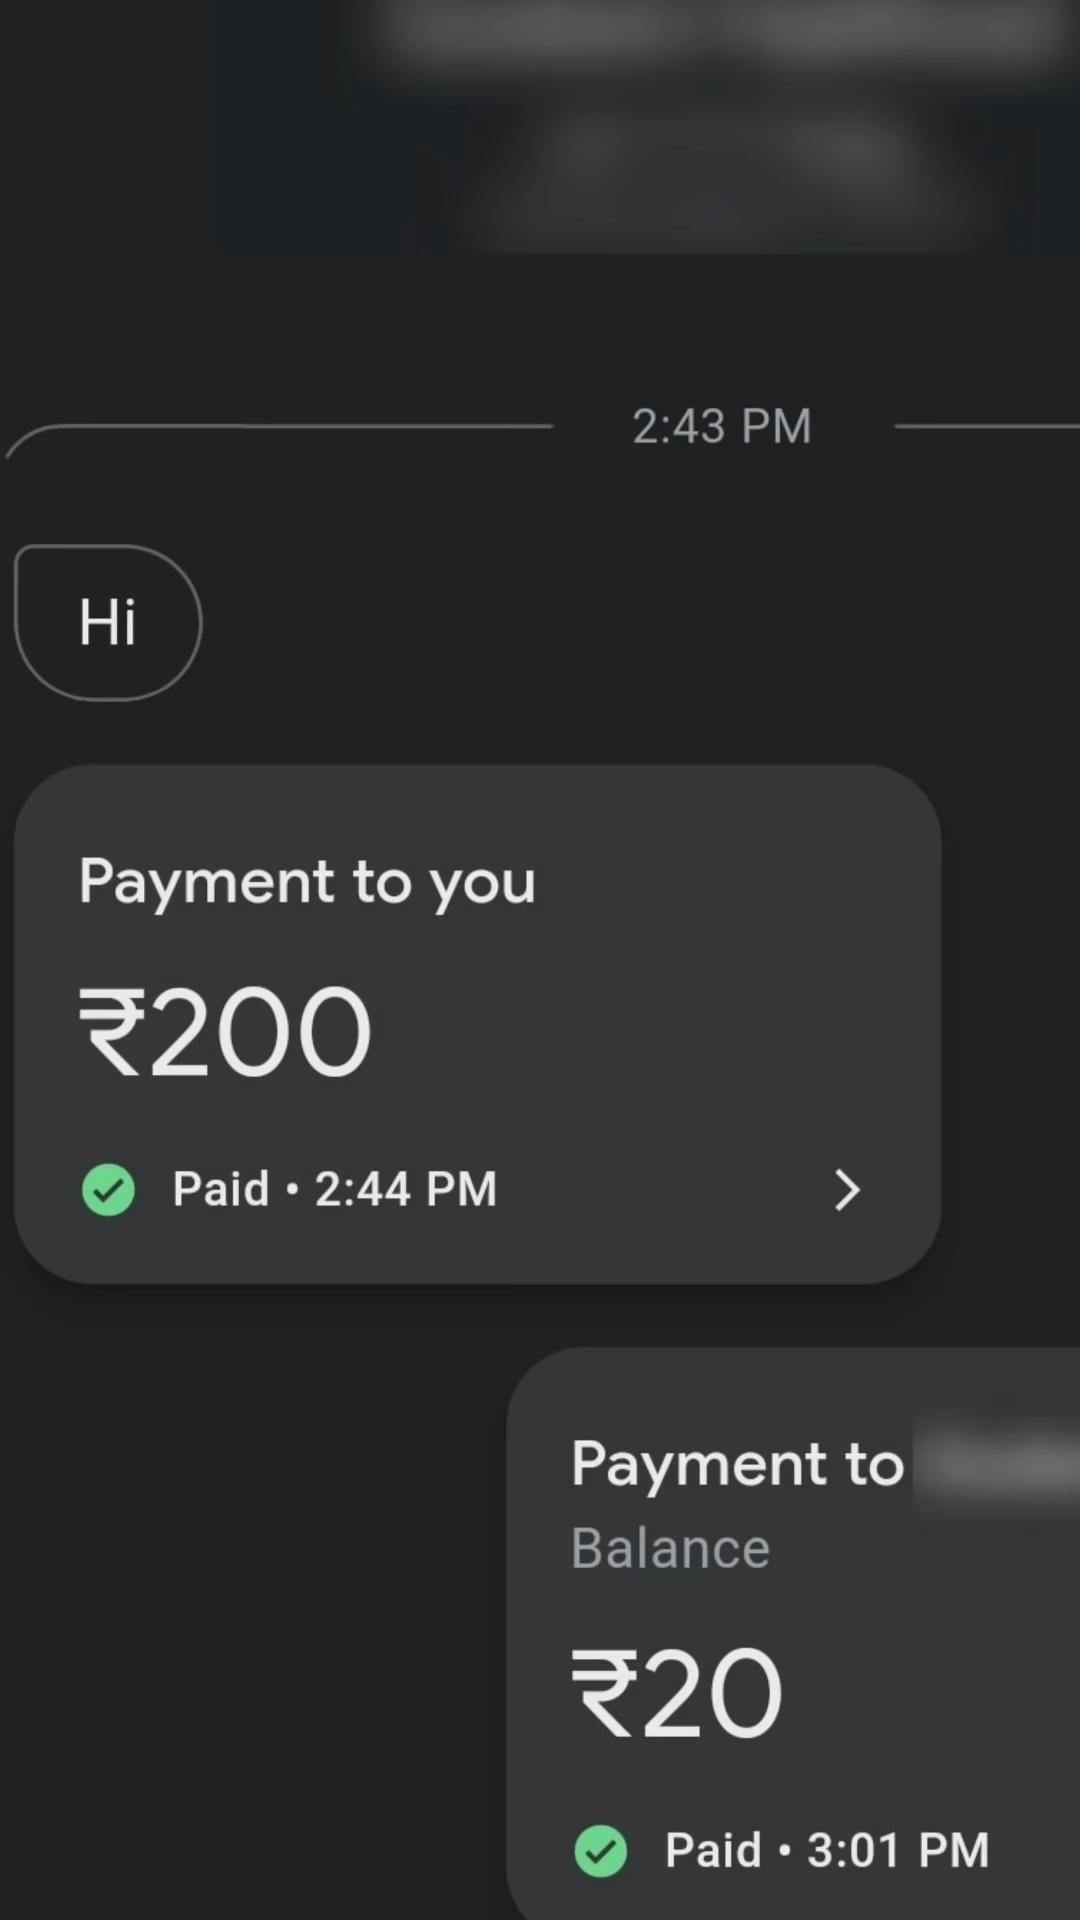 2:43 PM
Hi
Payment to you
₹200
Paid • 2:44 PM
Payment to
Balance
₹20
Paid • 3:01 PM